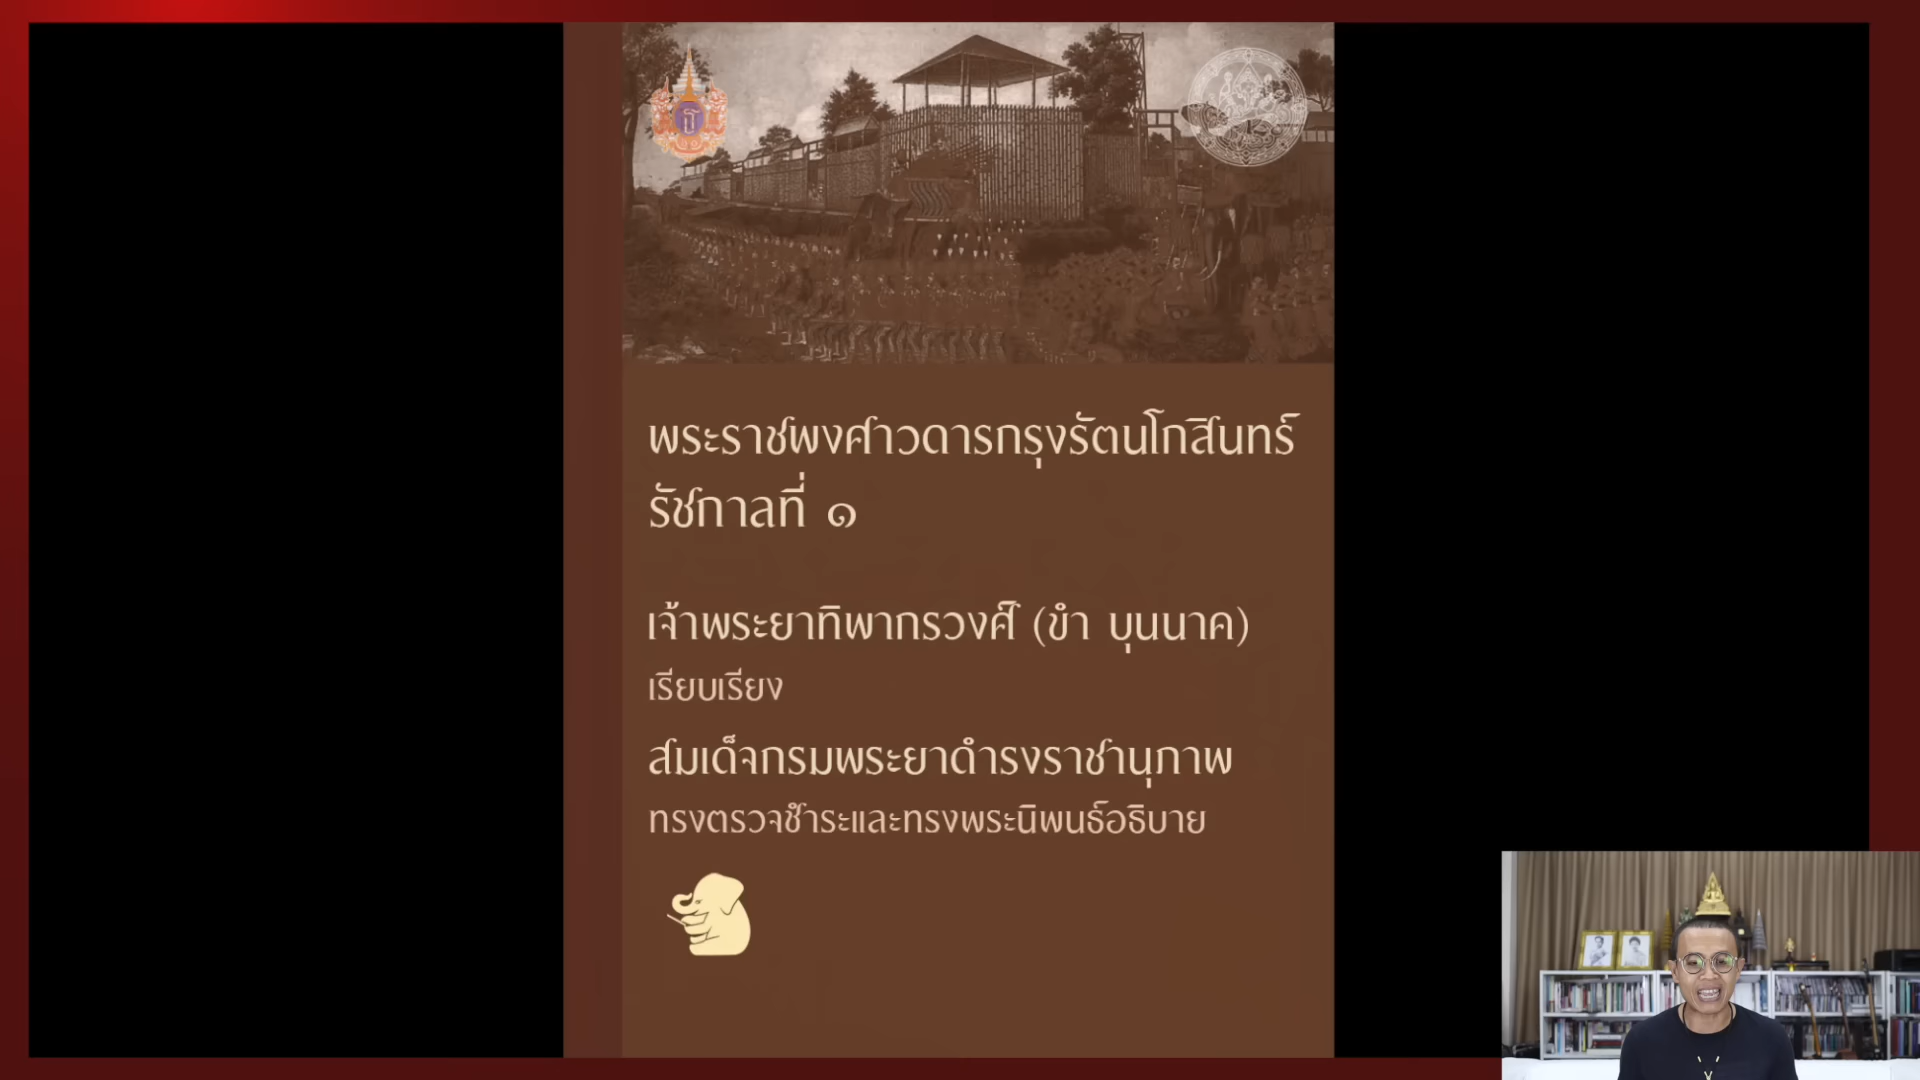 พระราชพงศาวดารกรุงรัตนโกสินทร์
รัชกาลที่ ๑
เจ้าพระยาทิพากรวงศ์ (ขำ บุนนาค)
เรียบเรียง
สมเด็จกรมพระยาดำรงราชานุภาพ
ทรงตรวจชำระและทรงพระนิพนธ์อธิบาย